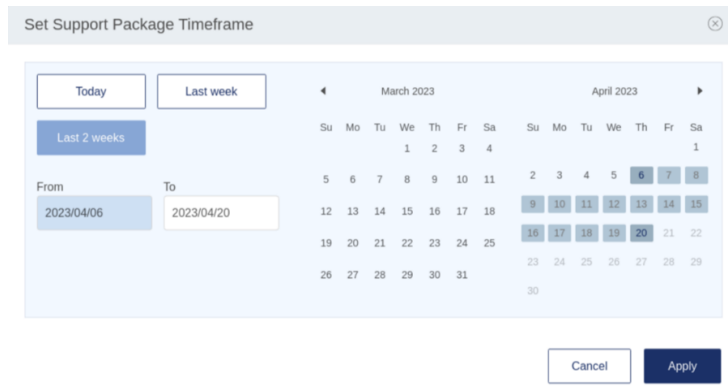 Set Support Package Timeframe
Today Last week
Last 2 weeks
From To
2023/04/06 2023/04/20
March 2023
Su Mo Tu We Th Fr Sa
1 2 3 4
5 6 7 8 9 10 11
12 13 14 15 16 17 18
19 20 21 22 23 24 25
26 27 28 29 30 31
April 2023
Su Mo Tu We Th Fr Sa
1
2 3 4 5 6 7 8
9 10 11 12 13 14 15
16 17 18 19 20 21 22
23 24 25 26 27 28 29
30
Cancel Apply